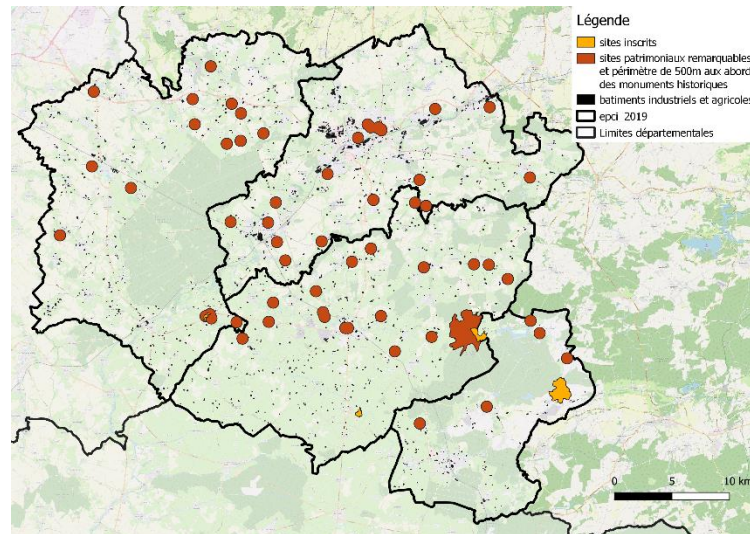 Légende
sites inscrits
sites patrimoniaux remarquables
et périmètre de 500m aux abord
des monuments historiques
batiments industriels et agricoles
epci 2019
Limites départementales
0 5 10 km